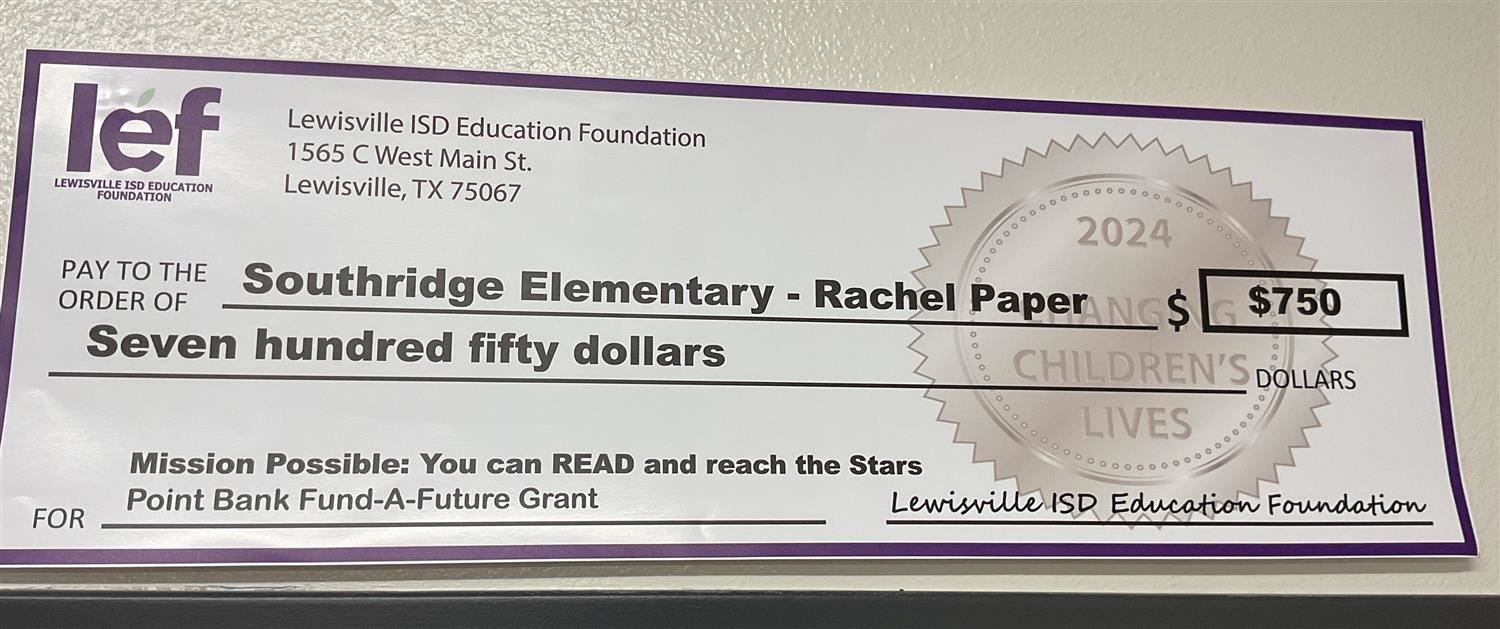 lef
LEWISVILLE ISD EDUCATION
FOUNDATION
Lewisville ISD Education Foundation
1565 C West Main St.
Lewisville, TX 75067
2024
CHANGING
CHILDREN'S
LIVES
PAY TO THE
ORDER OF
Southridge Elementary - Rachel Paper
$ $750
Seven hundred fifty dollars
DOLLARS
Mission Possible: You can READ and reach the Stars
Point Bank Fund-A-Future Grant
FOR
Lewisville ISD Education Foundation